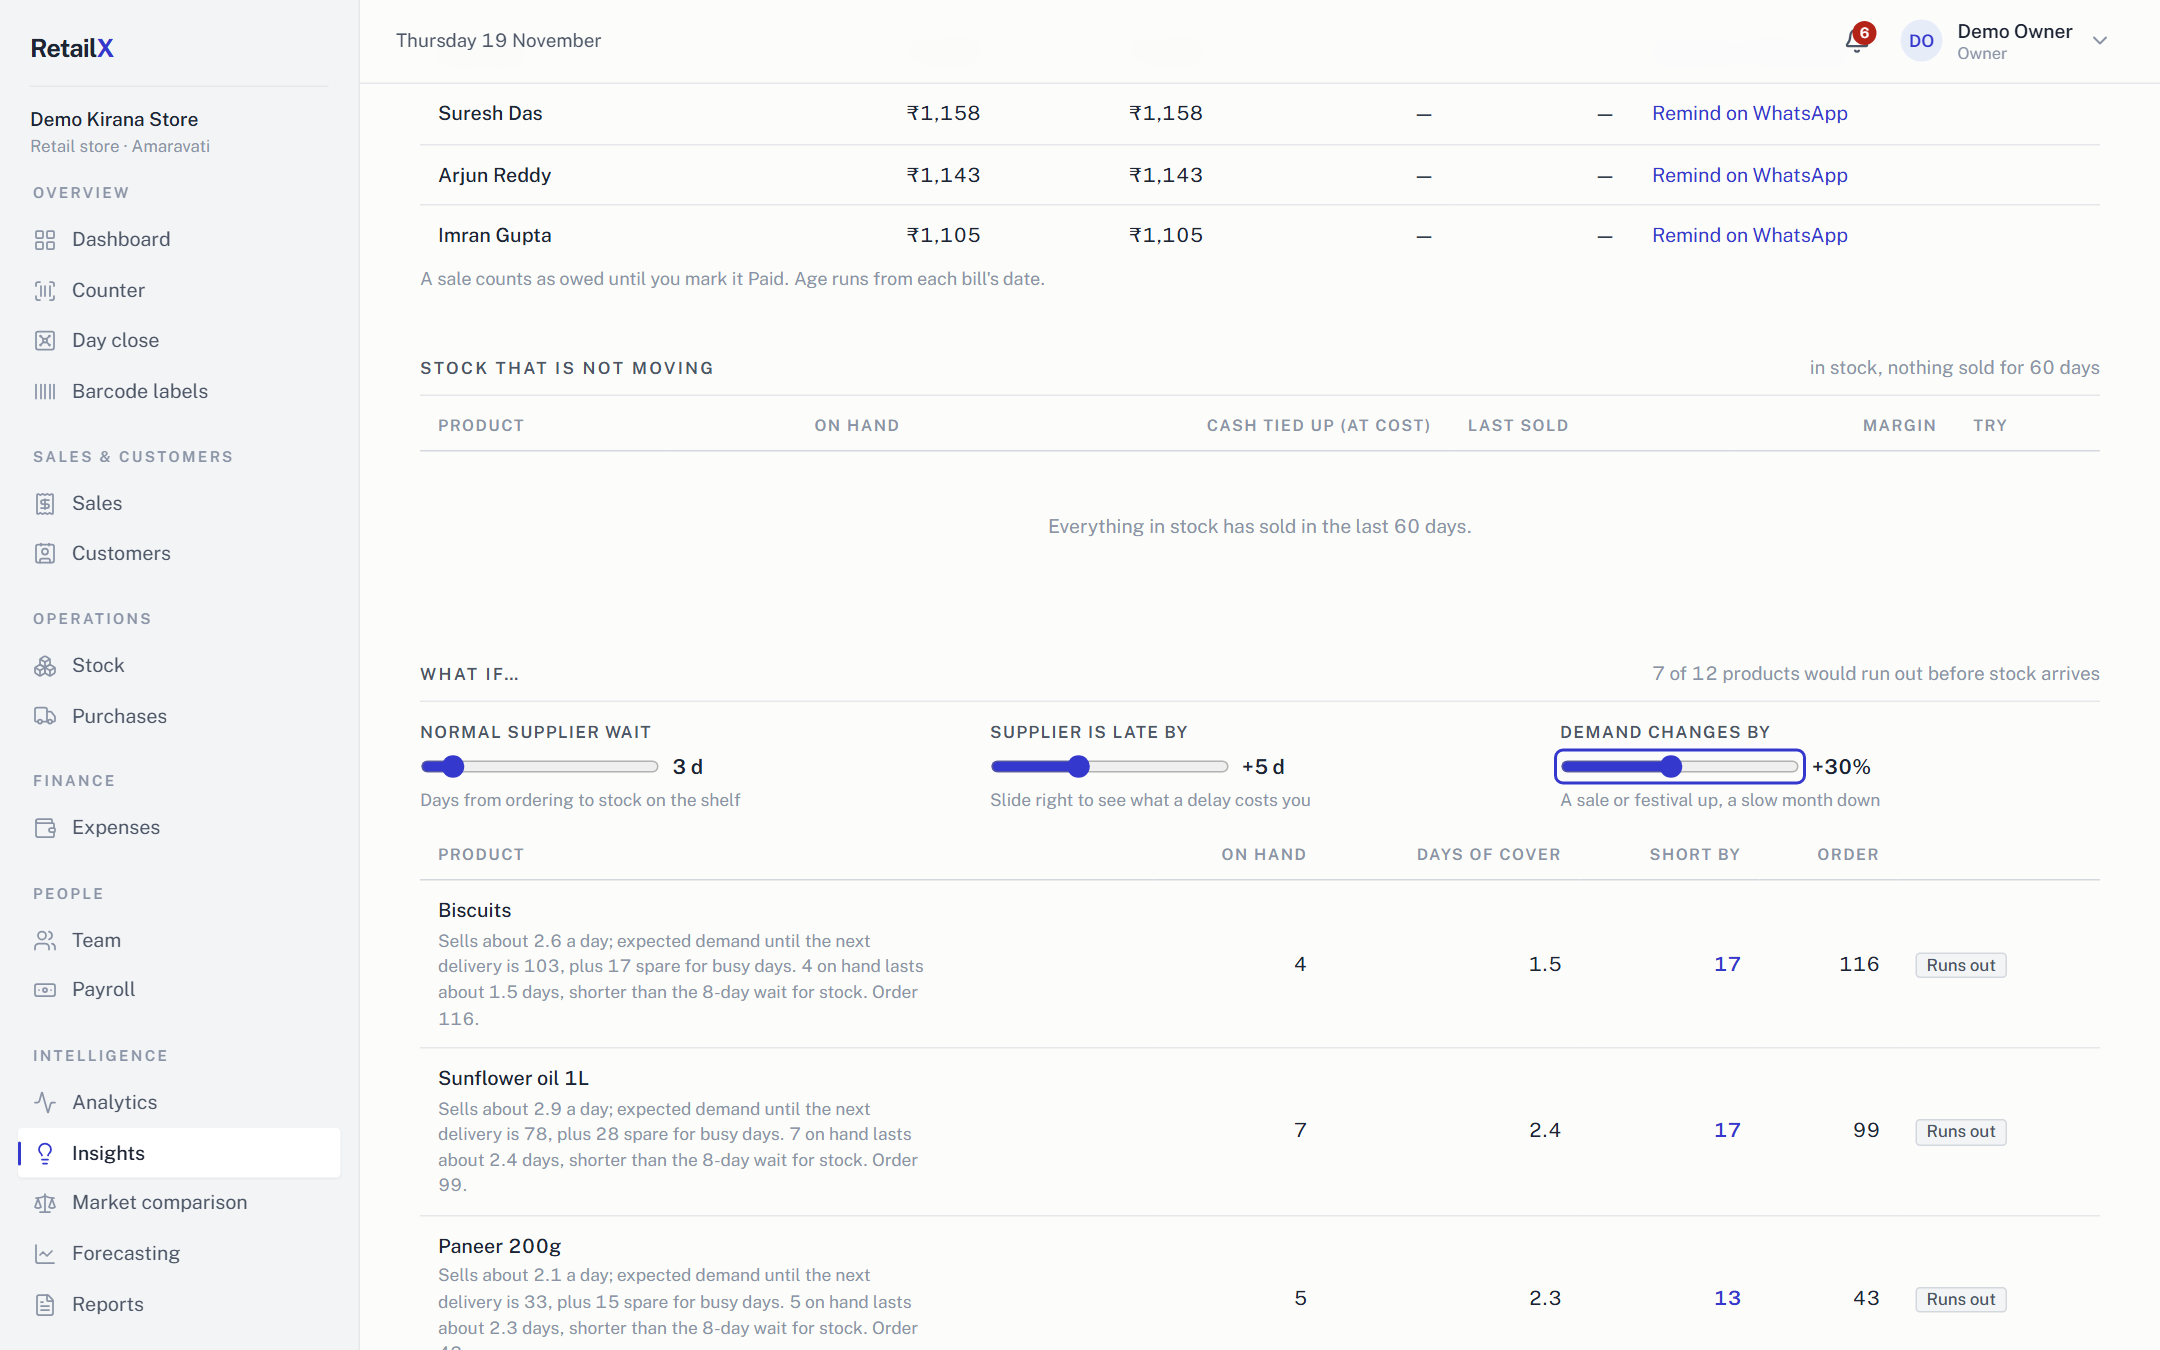 RetailX
Demo Kirana Store
Retail store · Amaravati
OVERVIEW
Dashboard
Counter
Day close
Barcode labels
SALES & CUSTOMERS
Sales
Customers
OPERATIONS
Stock
Purchases
FINANCE
Expenses
PEOPLE
Team
Payroll
INTELLIGENCE
Analytics
Insights
Market comparison
Forecasting
Reports
Thursday 19 November
6
DO
Demo Owner
Owner
Suresh Das ₹1,158 ₹1,158 — — Remind on WhatsApp
Arjun Reddy ₹1,143 ₹1,143 — — Remind on WhatsApp
Imran Gupta ₹1,105 ₹1,105 — — Remind on WhatsApp
A sale counts as owed until you mark it Paid. Age runs from each bill's date.
STOCK THAT IS NOT MOVING in stock, nothing sold for 60 days
PRODUCT ON HAND CASH TIED UP (AT COST) LAST SOLD MARGIN TRY
Everything in stock has sold in the last 60 days.
WHAT IF… 7 of 12 products would run out before stock arrives
NORMAL SUPPLIER WAIT SUPPLIER IS LATE BY DEMAND CHANGES BY
3 d +5 d +30%
Days from ordering to stock on the shelf Slide right to see what a delay costs you A sale or festival up, a slow month down
PRODUCT ON HAND DAYS OF COVER SHORT BY ORDER
Biscuits
Sells about 2.6 a day; expected demand until the next
delivery is 103, plus 17 spare for busy days. 4 on hand lasts
about 1.5 days, shorter than the 8-day wait for stock. Order
116.
4 1.5 17 116 Runs out
Sunflower oil 1L
Sells about 2.9 a day; expected demand until the next
delivery is 78, plus 28 spare for busy days. 7 on hand lasts
about 2.4 days, shorter than the 8-day wait for stock. Order
99.
7 2.4 17 99 Runs out
Paneer 200g
Sells about 2.1 a day; expected demand until the next
delivery is 33, plus 15 spare for busy days. 5 on hand lasts
about 2.3 days, shorter than the 8-day wait for stock. Order
5 2.3 13 43 Runs out